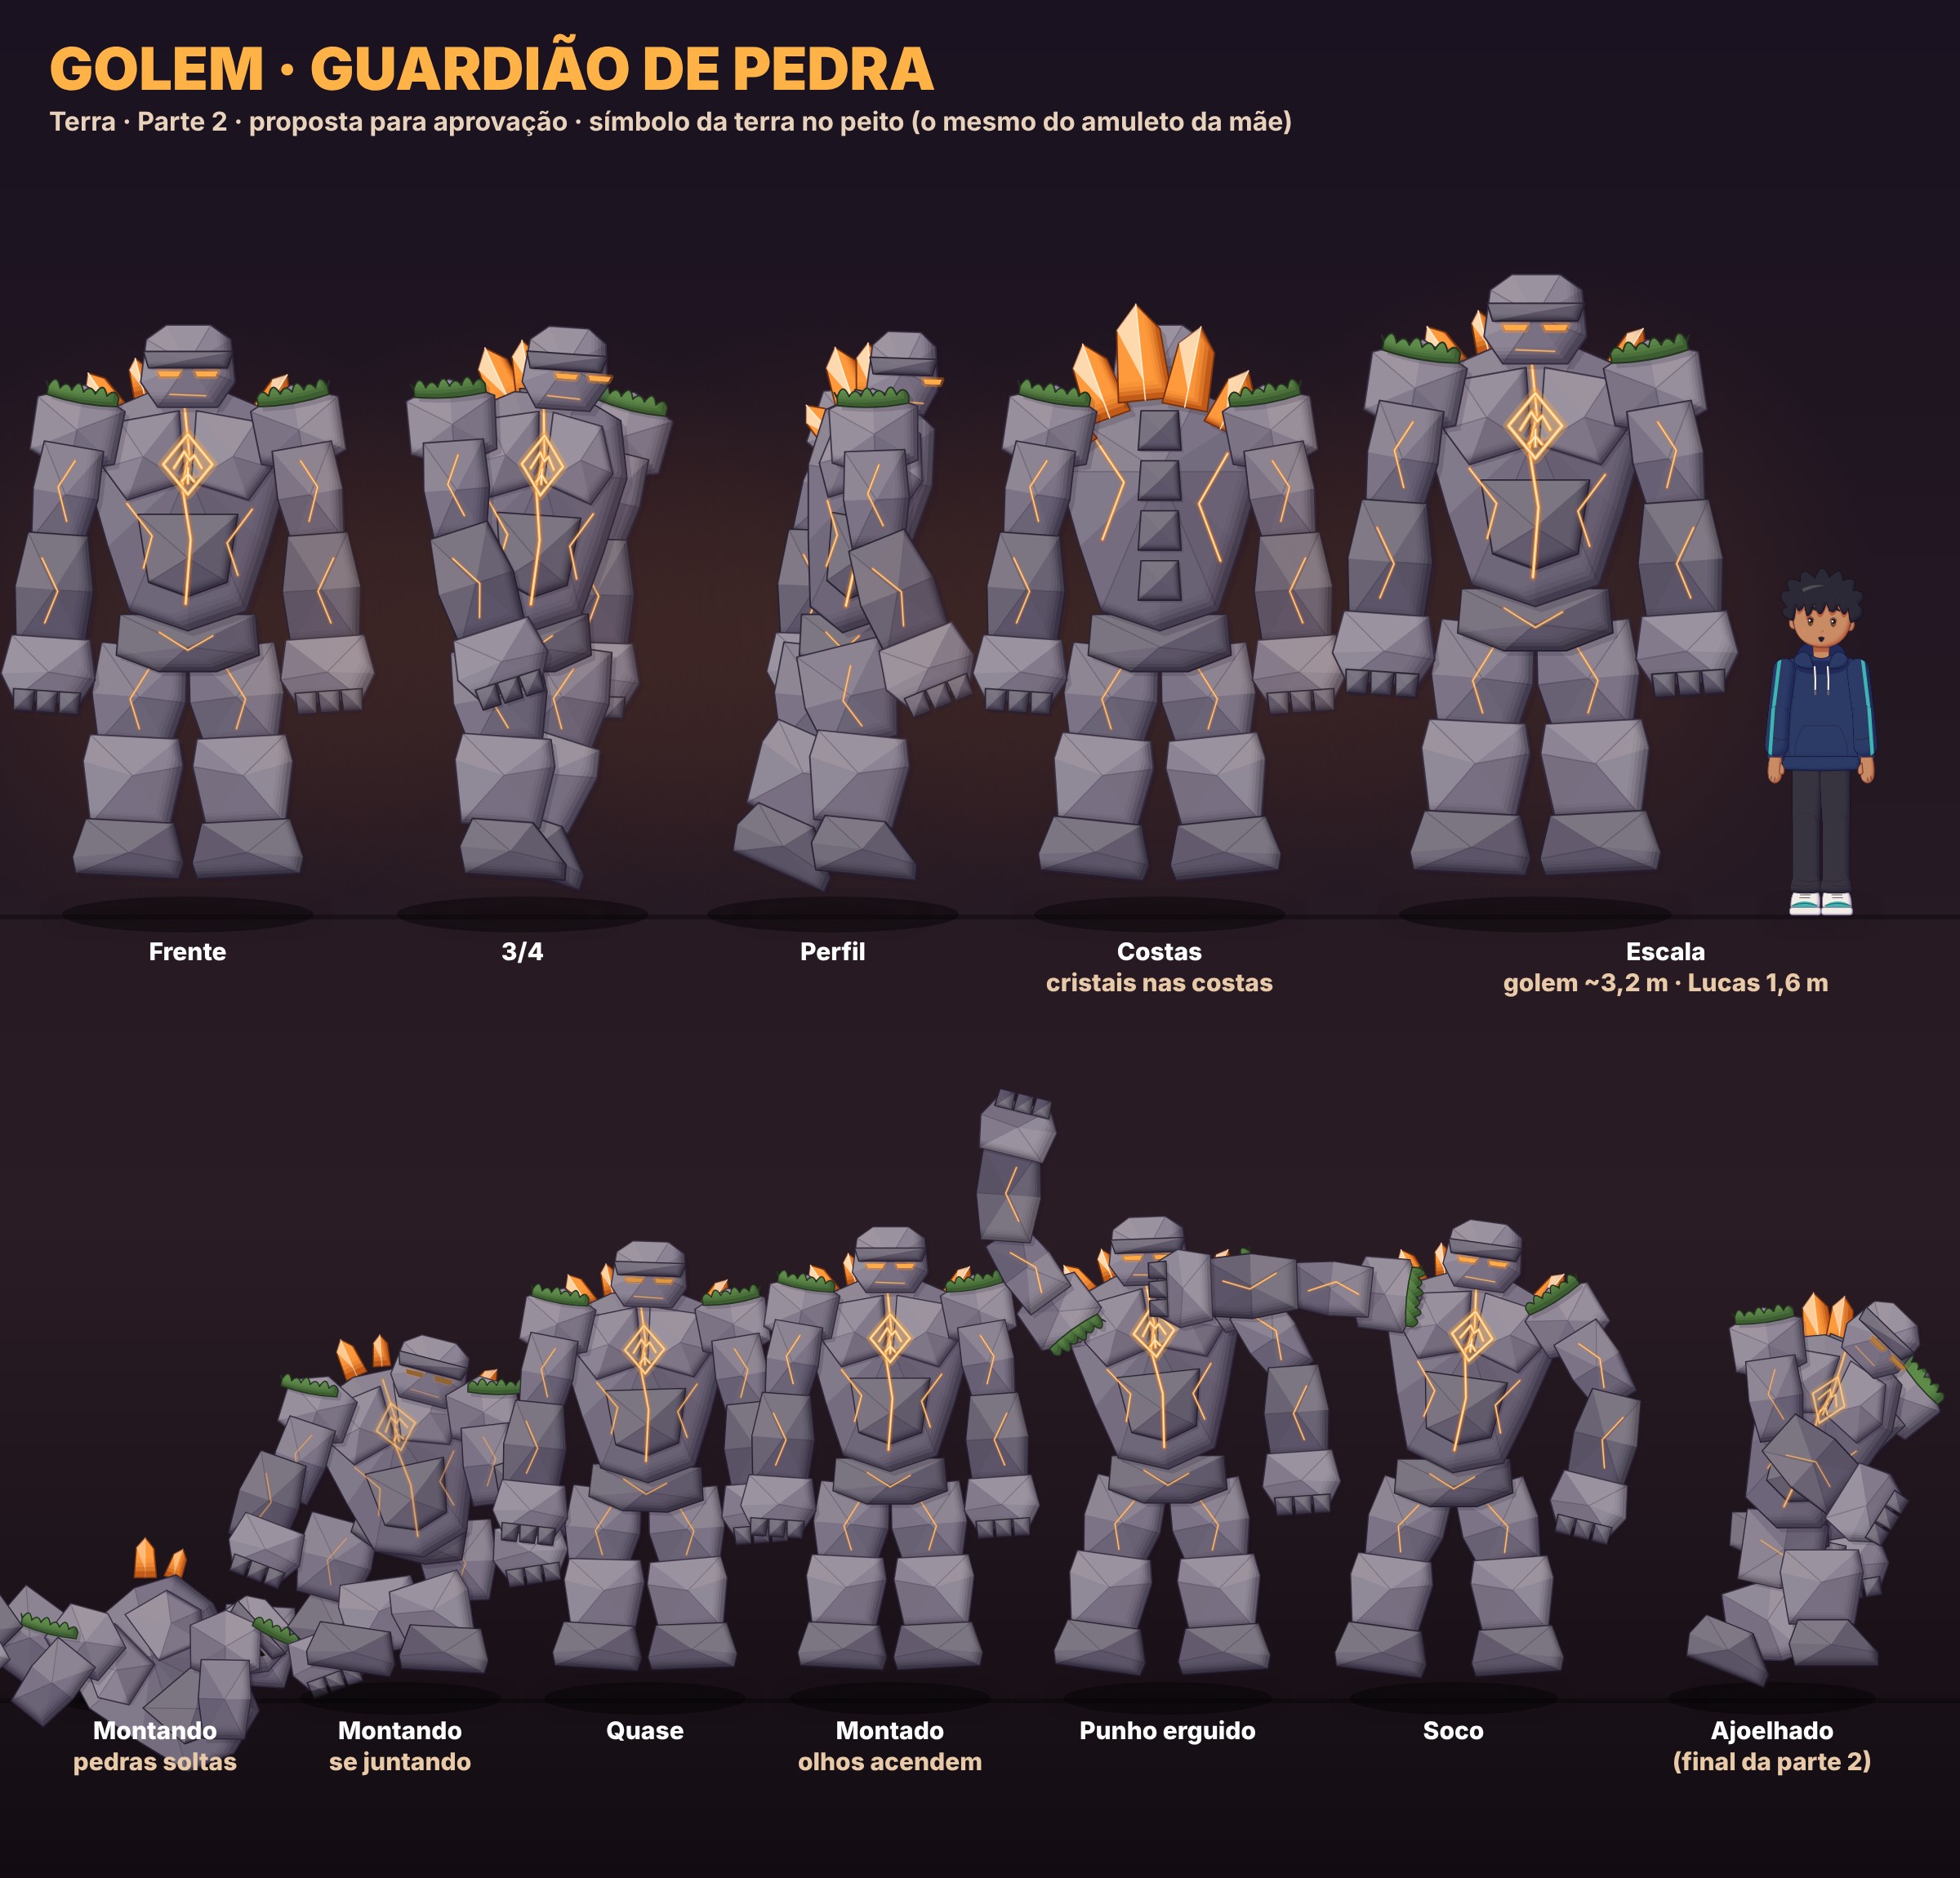 GOLEM · GUARDIÃO DE PEDRA
Terra · Parte 2 · proposta para aprovação · símbolo da terra no peito (o mesmo do amuleto da mãe)
Frente
3/4
Perfil
Costas
cristais nas costas
Escala
golem ~3,2 m · Lucas 1,6 m
Montando
pedras soltas
Montando
se juntando
Quase
Montado
olhos acendem
Punho erguido
Soco
Ajoelhado
(final da parte 2)